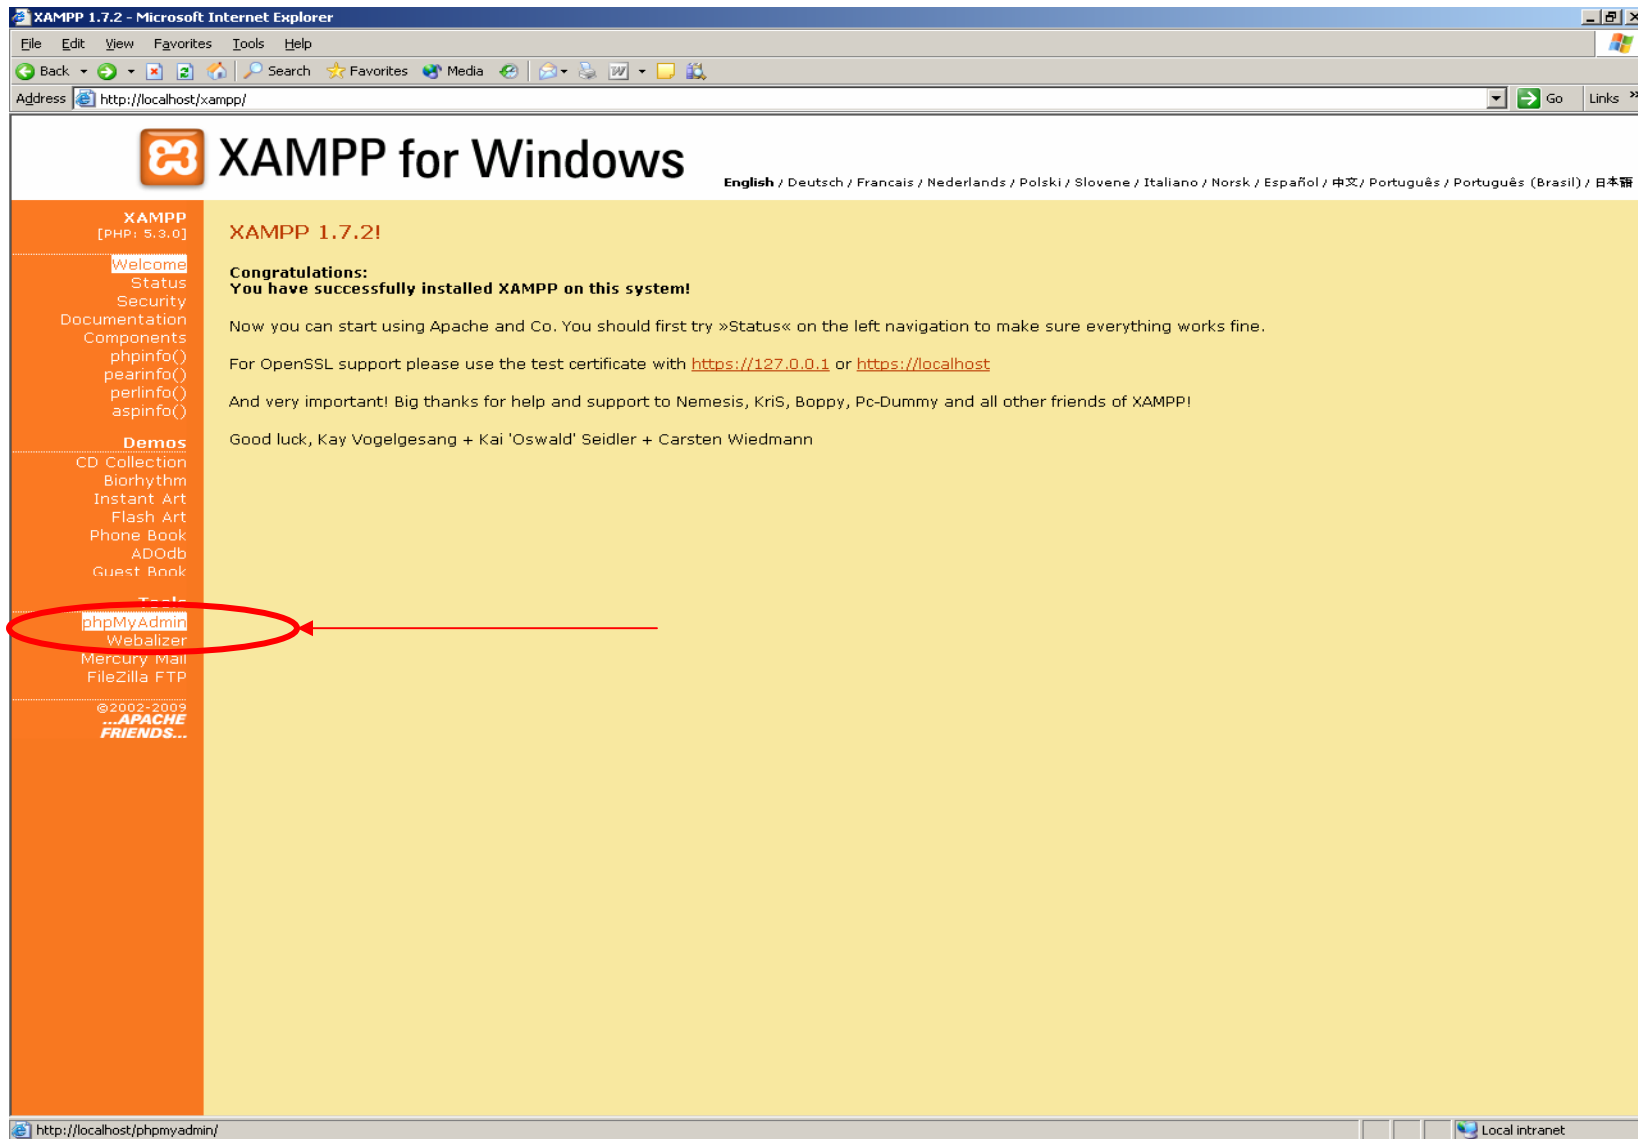 XAMPP 1.7.2 - Microsoft Internet Explorer
File Edit View Favorites Tools Help
Back Search Favorites Media
Address http://localhost/xampp/ Go Links »
XAMPP for Windows
English / Deutsch / Francais / Nederlands / Polski / Slovene / Italiano / Norsk / Español / 中文 / Português / Português (Brasil) / 日本語
XAMPP
[PHP: 5.3.0]
Welcome
Status
Security
Documentation
Components
phpinfo()
pearinfo()
perlinfo()
aspinfo()
Demos
CD Collection
Biorhythm
Instant Art
Flash Art
Phone Book
ADOdb
Guest Book
Tools
phpMyAdmin
Webalizer
Mercury Mail
FileZilla FTP
©2002-2009
...APACHE
FRIENDS...
XAMPP 1.7.2!
Congratulations:
You have successfully installed XAMPP on this system!
Now you can start using Apache and Co. You should first try »Status« on the left navigation to make sure everything works fine.
For OpenSSL support please use the test certificate with https://127.0.0.1 or https://localhost
And very important! Big thanks for help and support to Nemesis, KriS, Boppy, Pc-Dummy and all other friends of XAMPP!
Good luck, Kay Vogelgesang + Kai 'Oswald' Seidler + Carsten Wiedmann
http://localhost/phpmyadmin/
Local intranet